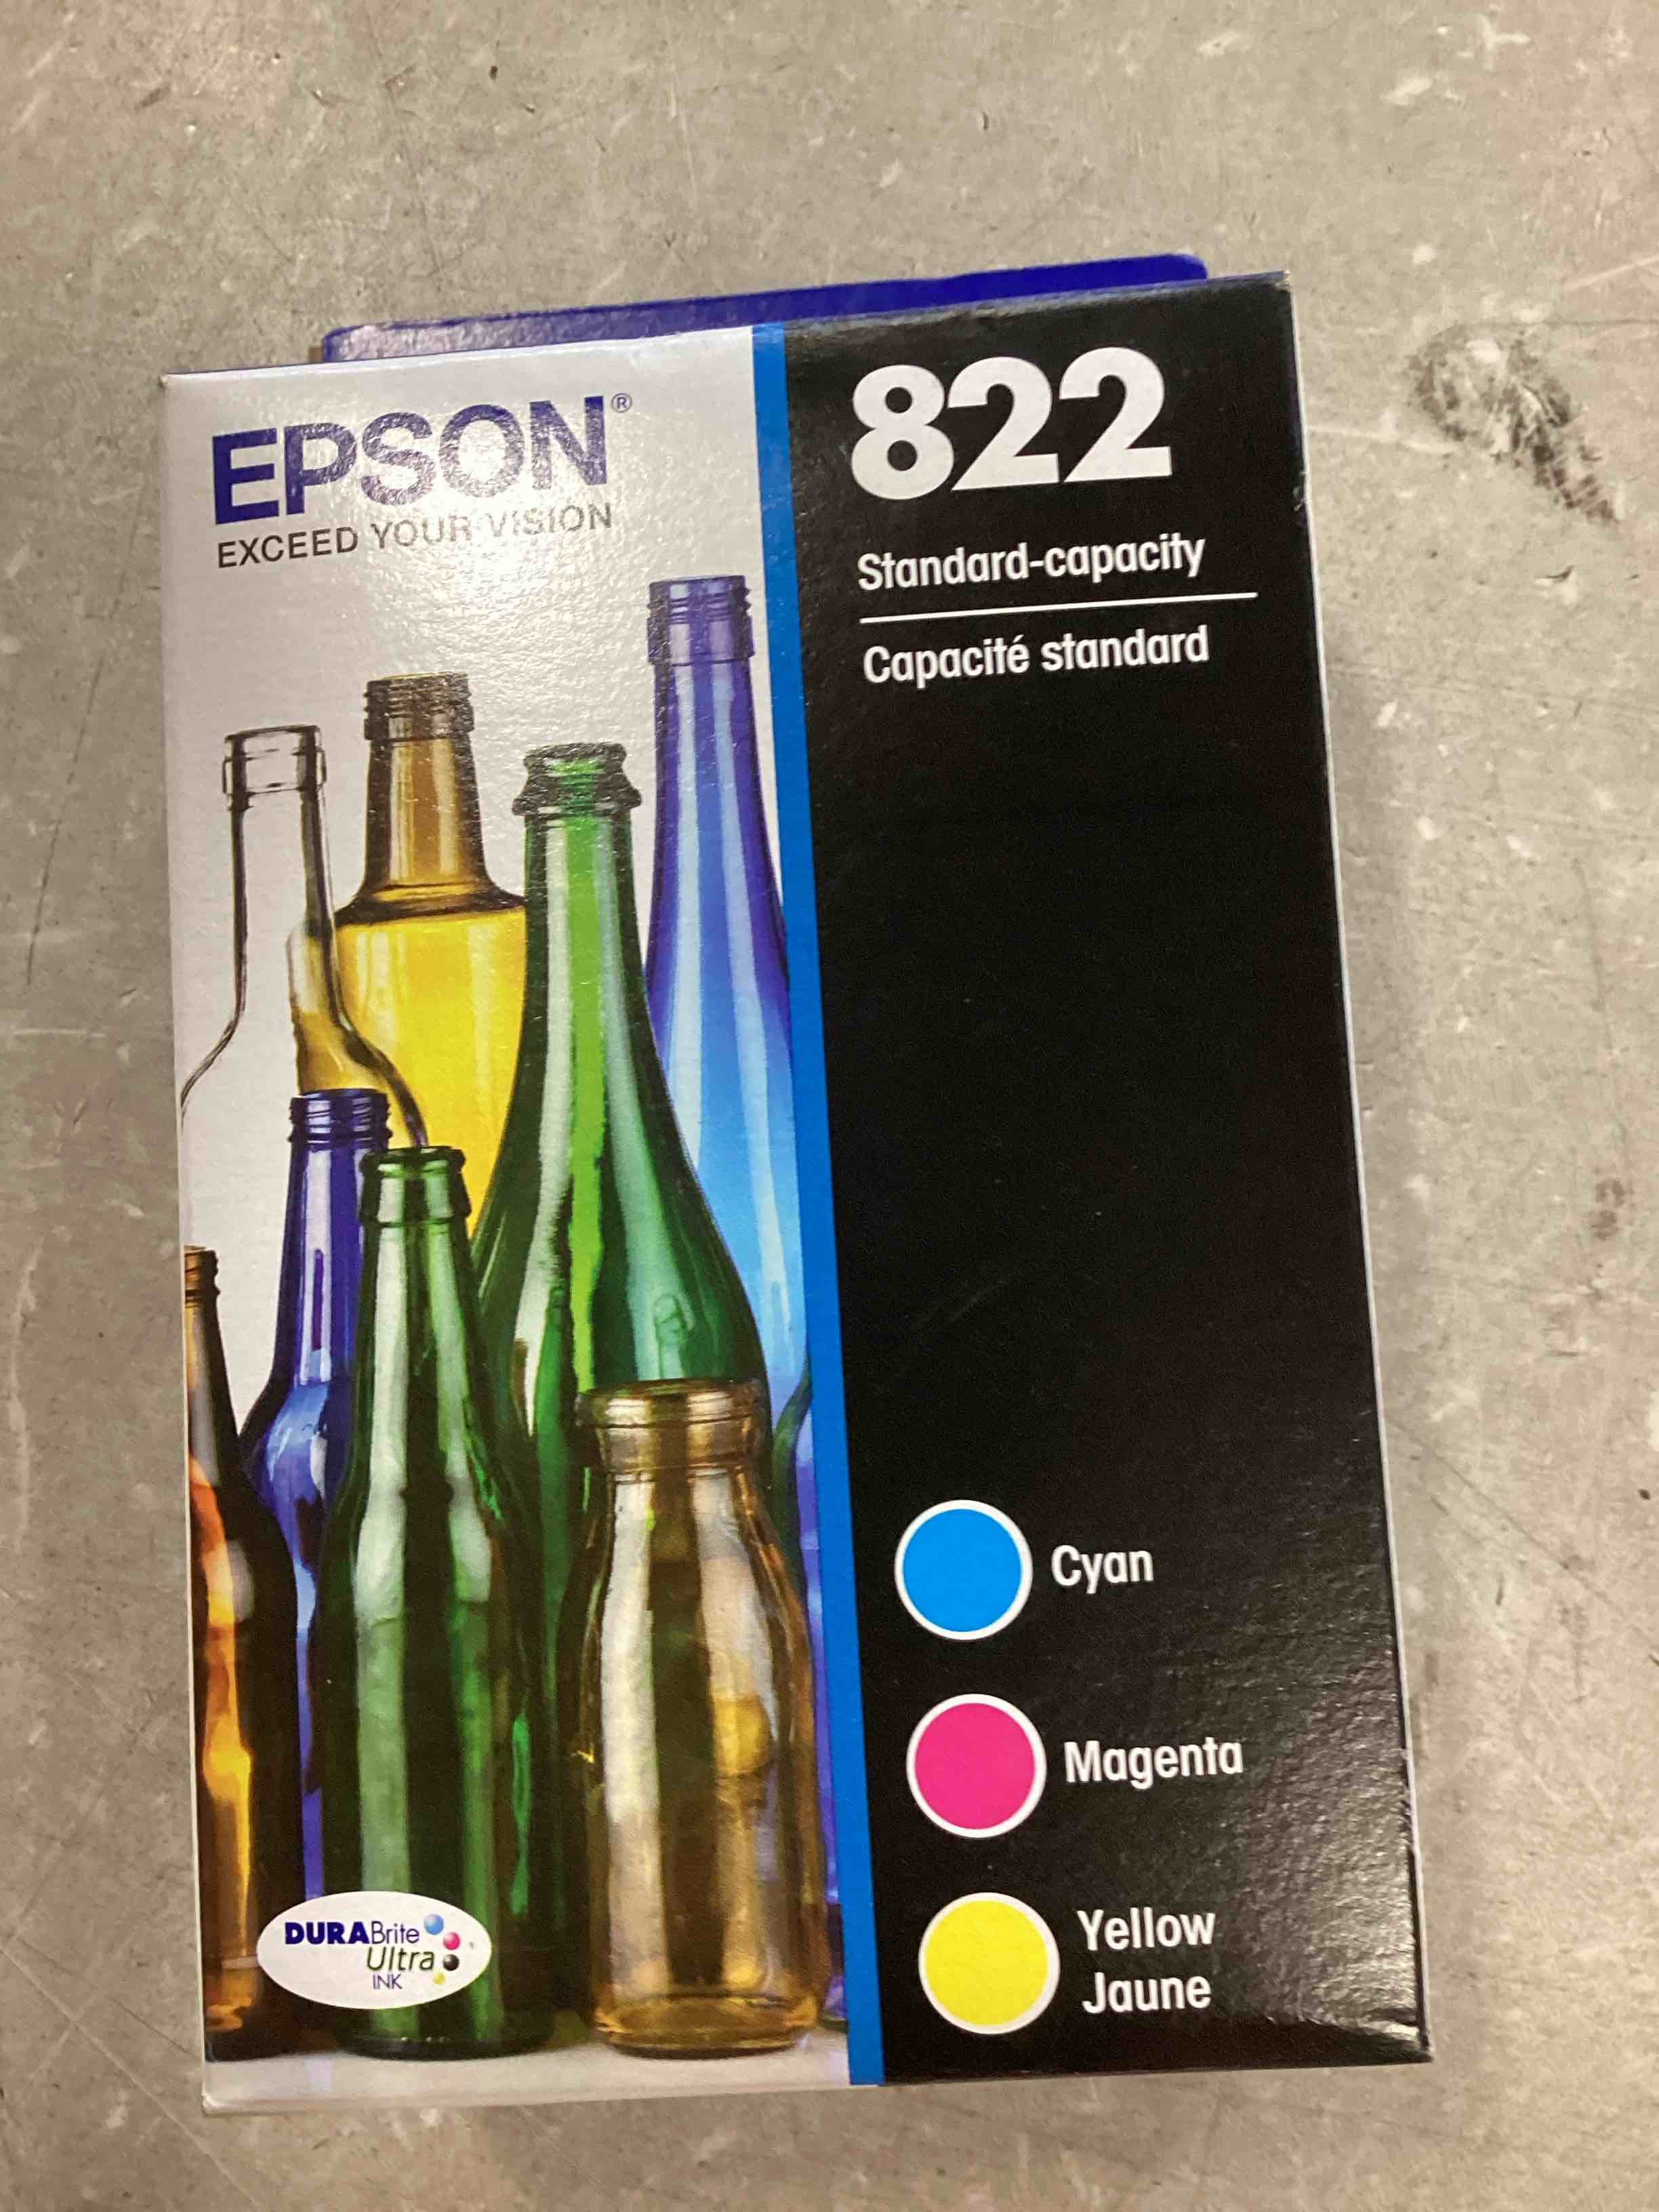 EPSON®
EXCEED YOUR VISION
822
Standard-capacity
Capacité standard
Cyan
Magenta
Yellow
Jaune
DURABrite
Ultra
INK